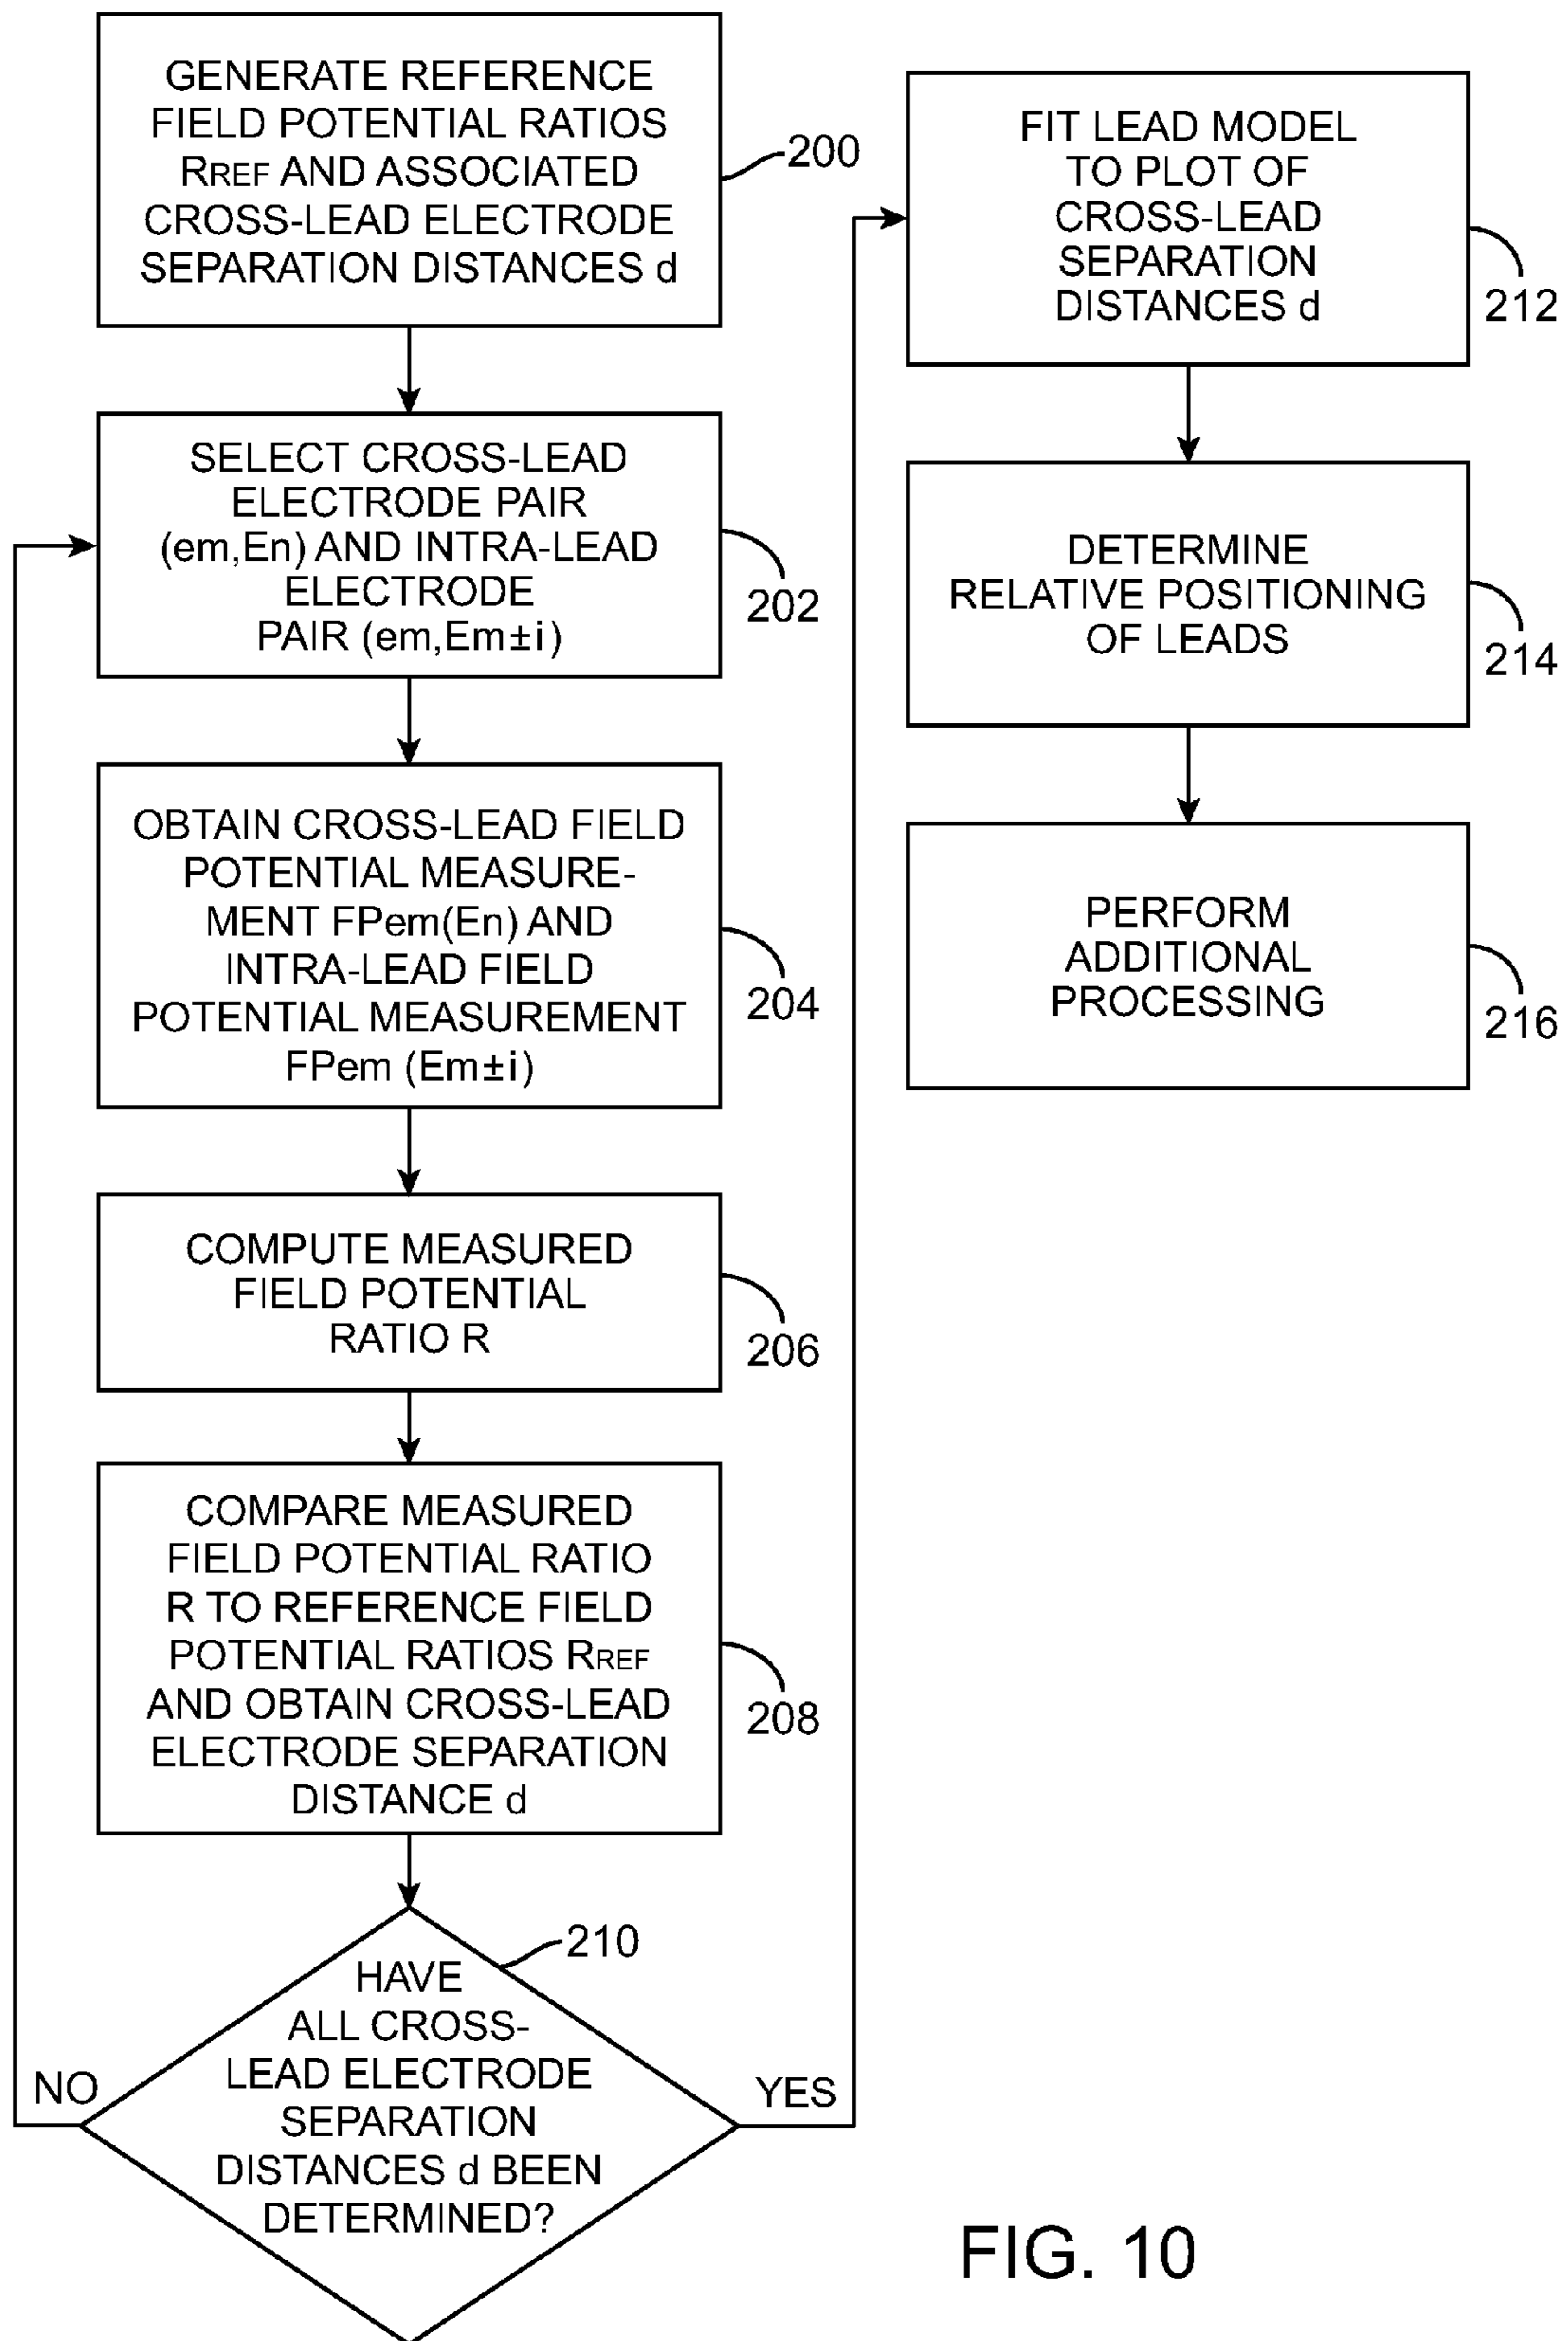 GENERATE REFERENCE
FIELD POTENTIAL RATIOS
RREF AND ASSOCIATED
CROSS-LEAD ELECTRODE
SEPARATION DISTANCES d
200
SELECT CROSS-LEAD
ELECTRODE PAIR
(em,En) AND INTRA-LEAD
ELECTRODE
PAIR (em,Em±i)
202
OBTAIN CROSS-LEAD FIELD
POTENTIAL MEASURE-
MENT FPem(En) AND
INTRA-LEAD FIELD
POTENTIAL MEASUREMENT
FPem (Em±i)
204
COMPUTE MEASURED
FIELD POTENTIAL
RATIO R
206
COMPARE MEASURED
FIELD POTENTIAL RATIO
R TO REFERENCE FIELD
POTENTIAL RATIOS RREF
AND OBTAIN CROSS-LEAD
ELECTRODE SEPARATION
DISTANCE d
208
HAVE
ALL CROSS-
LEAD ELECTRODE
SEPARATION
DISTANCES d BEEN
DETERMINED?
210
NO
YES
FIT LEAD MODEL
TO PLOT OF
CROSS-LEAD
SEPARATION
DISTANCES d
212
DETERMINE
RELATIVE POSITIONING
OF LEADS
214
PERFORM
ADDITIONAL
PROCESSING
216
FIG. 10